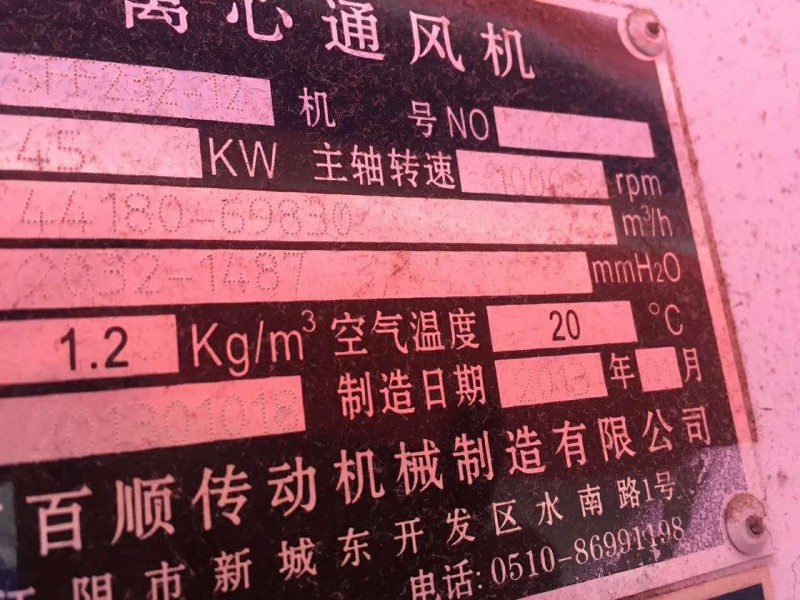 离心通风机
SFF232-12 机 号NO
45 KW 主轴转速 1000 rpm
44180-69830 m³/h
2032-1487 mmH₂O
1.2 Kg/m³ 空气温度 20 °C
201301018 制造日期 2013 年 月
百顺传动机械制造有限公司
江阴市新城东开发区水南路1号
电话: 0510-86991198